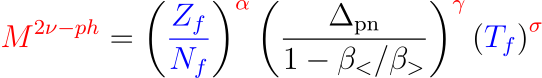 M^{2ν−ph} = (Z_f / N_f)^α (Δ_pn / (1 − β_< / β_>))^γ (T_f)^σ